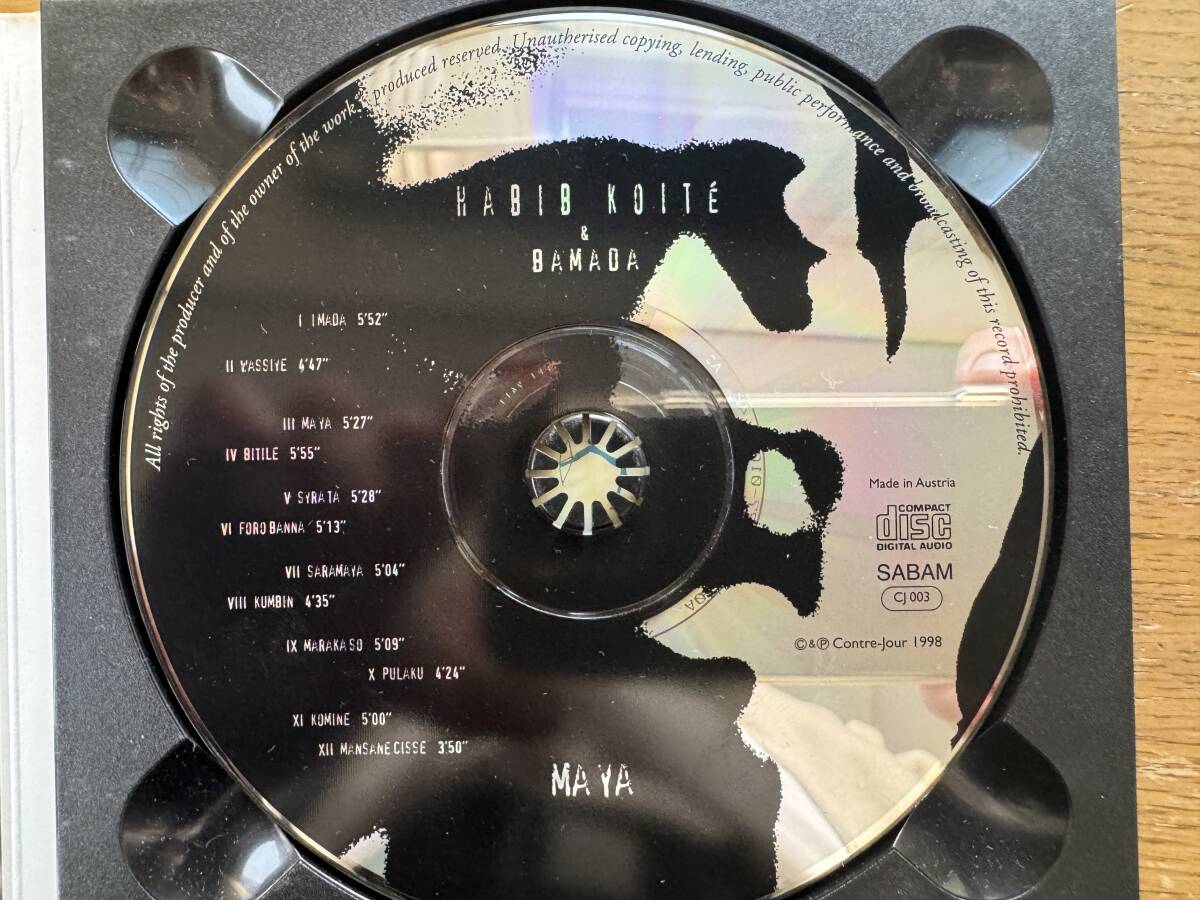 All rights of the producer and of the owner of the work produced reserved. Unautherised copying, lending, public performance and broadcasting of this record prohibited.
HABIB KOITÉ
&
BAMADA
I IMADA 5'52"
II WASSIYE 4'47"
III MAYA 5'27"
IV BITILE 5'55"
V SYRATA 5'28"
VI FOROBANNA 5'13"
VII SARAMAYA 5'04"
VIII KUMBIN 4'35"
IX MARAKASO 5'09"
X PULAKU 4'24"
XI KOMINE 5'00"
XII MANSANE CISSE 3'50"
MAYA
Made in Austria
COMPACT
disc
DIGITAL AUDIO
SABAM
CJ 003
©&℗ Contre-Jour 1998